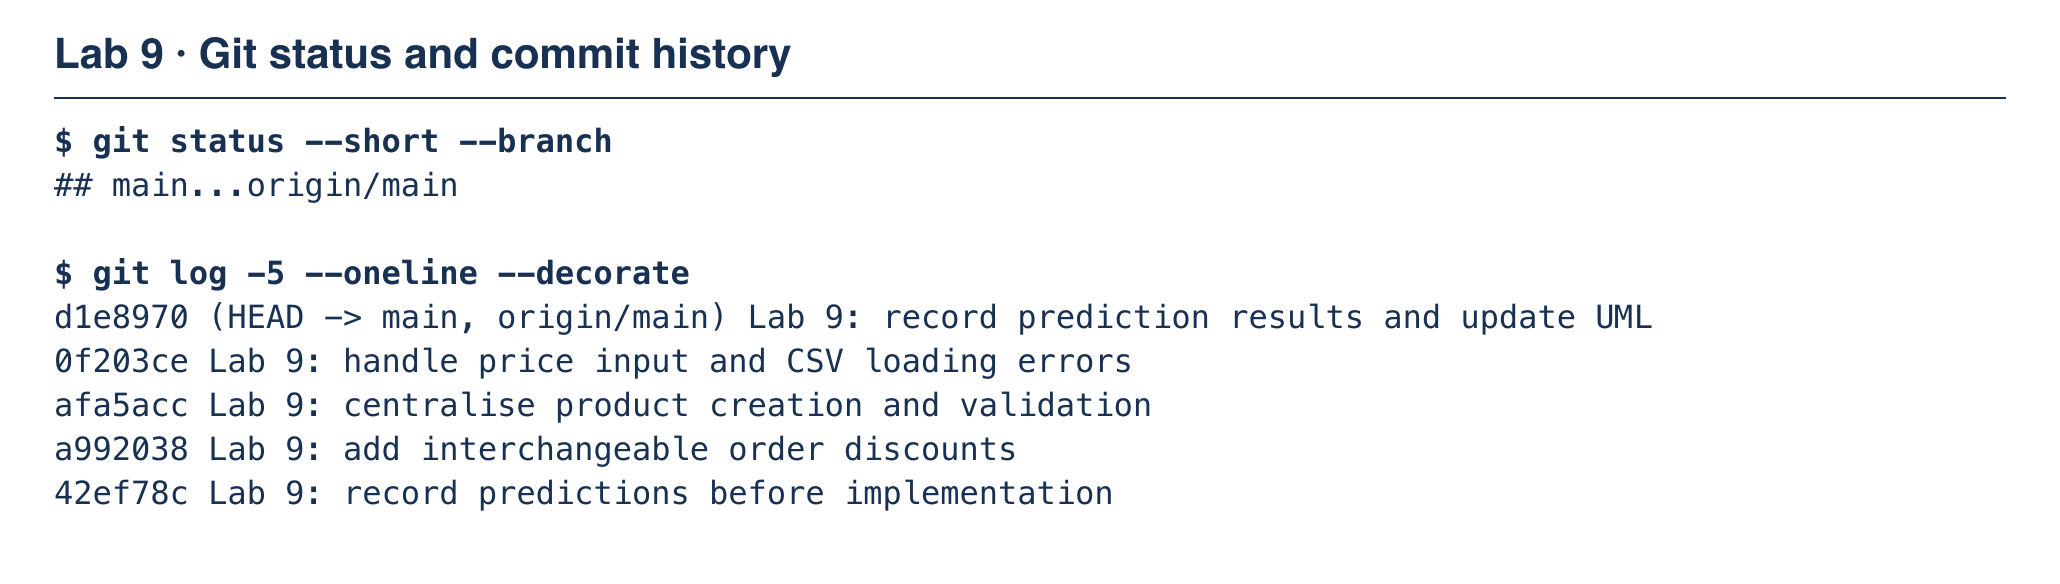 Lab 9 · Git status and commit history
$ git status --short --branch
## main...origin/main
$ git log -5 --oneline --decorate
d1e8970 (HEAD -> main, origin/main) Lab 9: record prediction results and update UML
0f203ce Lab 9: handle price input and CSV loading errors
afa5acc Lab 9: centralise product creation and validation
a992038 Lab 9: add interchangeable order discounts
42ef78c Lab 9: record predictions before implementation